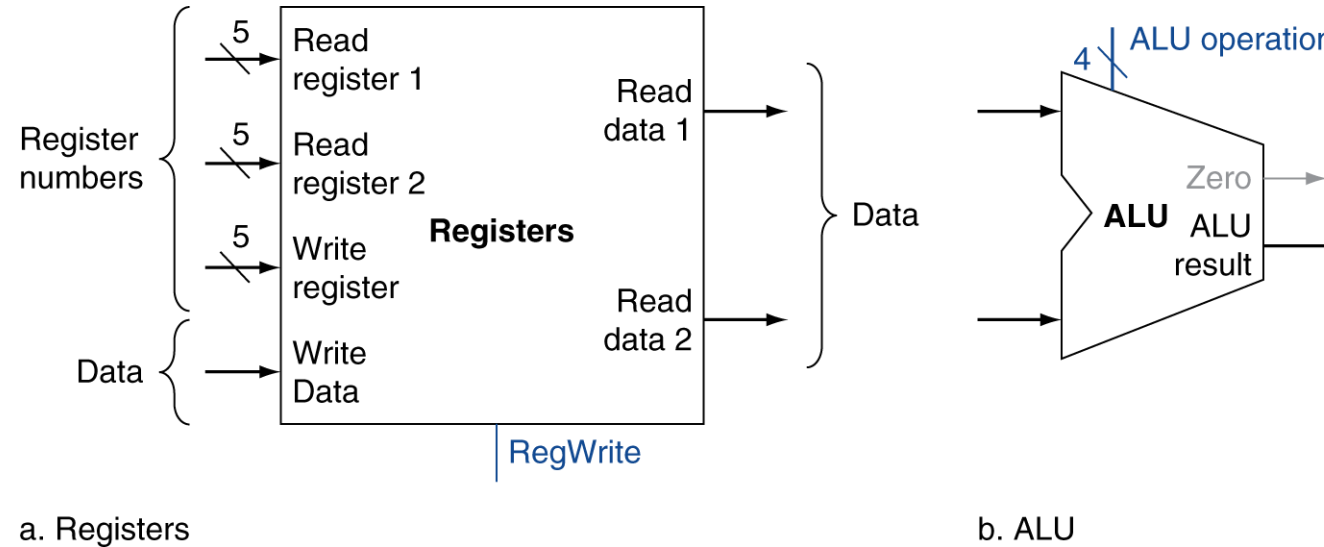 5
Read
register 1
5
Read
register 2
5
Write
register
Write
Data
Register
numbers
Data
Registers
Read
data 1
Read
data 2
Data
RegWrite
a. Registers
4
ALU operation
Zero
ALU
ALU
result
b. ALU